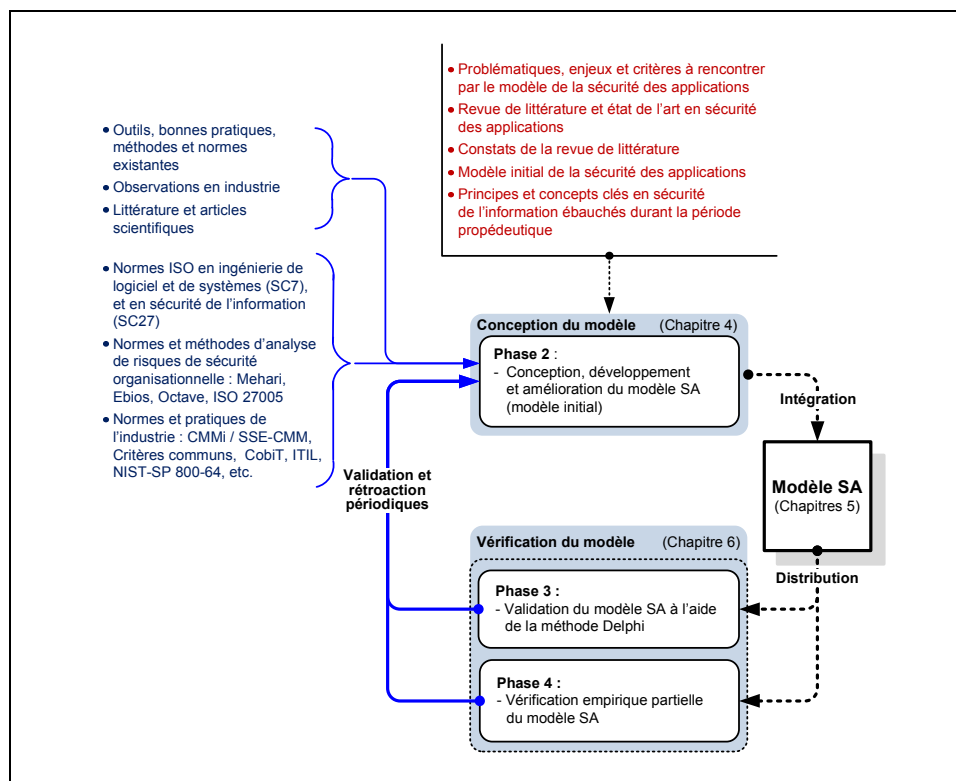 • Problématiques, enjeux et critères à rencontrer
par le modèle de la sécurité des applications
• Revue de littérature et état de l'art en sécurité
des applications
• Constats de la revue de littérature
• Modèle initial de la sécurité des applications
• Principes et concepts clés en sécurité
de l'information ébauchés durant la période
propédeutique
• Outils, bonnes pratiques,
méthodes et normes
existantes
• Observations en industrie
• Littérature et articles
scientifiques
• Normes ISO en ingénierie de
logiciel et de systèmes (SC7),
et en sécurité de l'information
(SC27)
• Normes et méthodes d'analyse
de risques de sécurité
organisationnelle : Mehari,
Ebios, Octave, ISO 27005
• Normes et pratiques de
l'industrie : CMMi / SSE-CMM,
Critères communs, CobiT, ITIL,
NIST-SP 800-64, etc.
Conception du modèle (Chapitre 4)
Phase 2 :
- Conception, développement
et amélioration du modèle SA
(modèle initial)
Intégration
Modèle SA
(Chapitres 5)
Distribution
Validation et
rétroaction
périodiques
Vérification du modèle (Chapitre 6)
Phase 3 :
- Validation du modèle SA à l'aide
de la méthode Delphi
Phase 4 :
- Vérification empirique partielle
du modèle SA